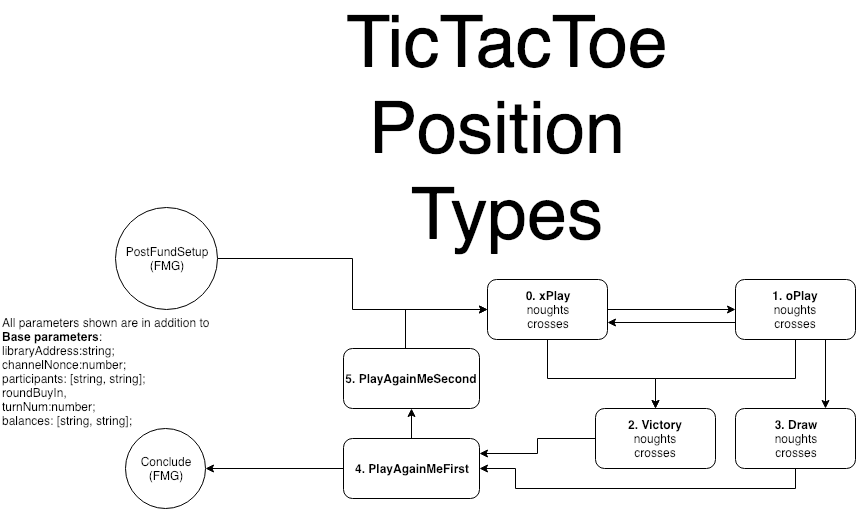 TicTacToe
Position
Types
PostFundSetup
(FMG)
0. xPlay
noughts
crosses
1. oPlay
noughts
crosses
All parameters shown are in addition to
Base parameters:
libraryAddress:string;
channelNonce:number;
participants: [string, string];
roundBuyIn,
turnNum:number;
balances: [string, string];
5. PlayAgainMeSecond
2. Victory
noughts
crosses
3. Draw
noughts
crosses
Conclude
(FMG)
4. PlayAgainMeFirst